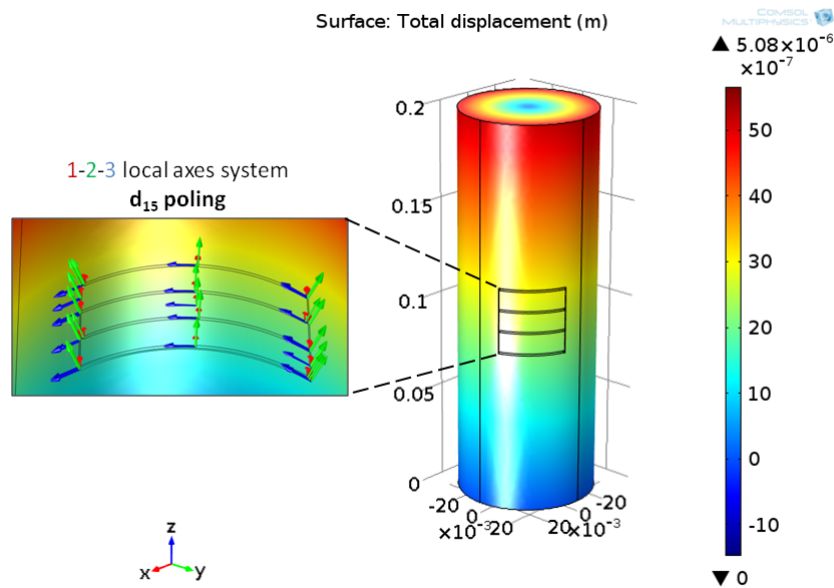 COMSOL
MULTIPHYSICS
Surface: Total displacement (m)
▲ 5.08×10⁻⁶
×10⁻⁷
0.2
50
1-2-3 local axes system
d₁₅ poling
40
0.15
30
0.1
20
10
0.05
0
0
-20
-20
0
0
×10⁻³
20
20
×10⁻³
-10
z
x
y
▼ 0